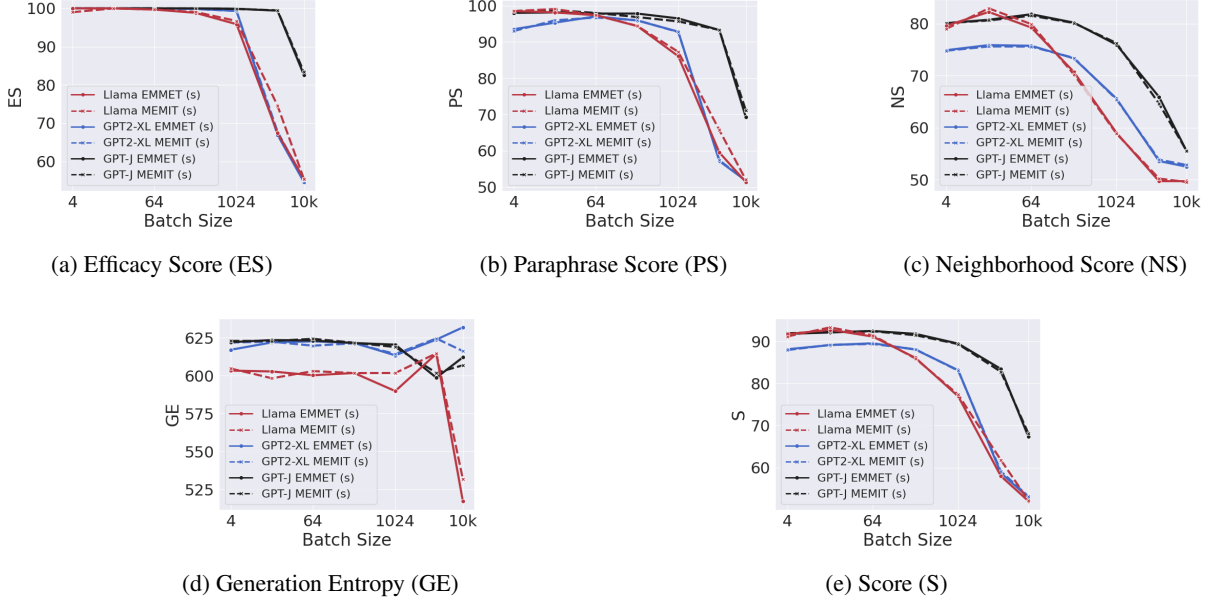 100
90
80
70
60
ES
Llama EMMET (s)
Llama MEMIT (s)
GPT2-XL EMMET (s)
GPT2-XL MEMIT (s)
GPT-J EMMET (s)
GPT-J MEMIT (s)
4 64 1024 10k
Batch Size
(a) Efficacy Score (ES)
100
90
80
70
60
50
PS
Llama EMMET (s)
Llama MEMIT (s)
GPT2-XL EMMET (s)
GPT2-XL MEMIT (s)
GPT-J EMMET (s)
GPT-J MEMIT (s)
4 64 1024 10k
Batch Size
(b) Paraphrase Score (PS)
80
70
60
50
NS
Llama EMMET (s)
Llama MEMIT (s)
GPT2-XL EMMET (s)
GPT2-XL MEMIT (s)
GPT-J EMMET (s)
GPT-J MEMIT (s)
4 64 1024 10k
Batch Size
(c) Neighborhood Score (NS)
625
600
575
550
525
GE
Llama EMMET (s)
Llama MEMIT (s)
GPT2-XL EMMET (s)
GPT2-XL MEMIT (s)
GPT-J EMMET (s)
GPT-J MEMIT (s)
4 64 1024 10k
Batch Size
(d) Generation Entropy (GE)
90
80
70
60
S
Llama EMMET (s)
Llama MEMIT (s)
GPT2-XL EMMET (s)
GPT2-XL MEMIT (s)
GPT-J EMMET (s)
GPT-J MEMIT (s)
4 64 1024 10k
Batch Size
(e) Score (S)